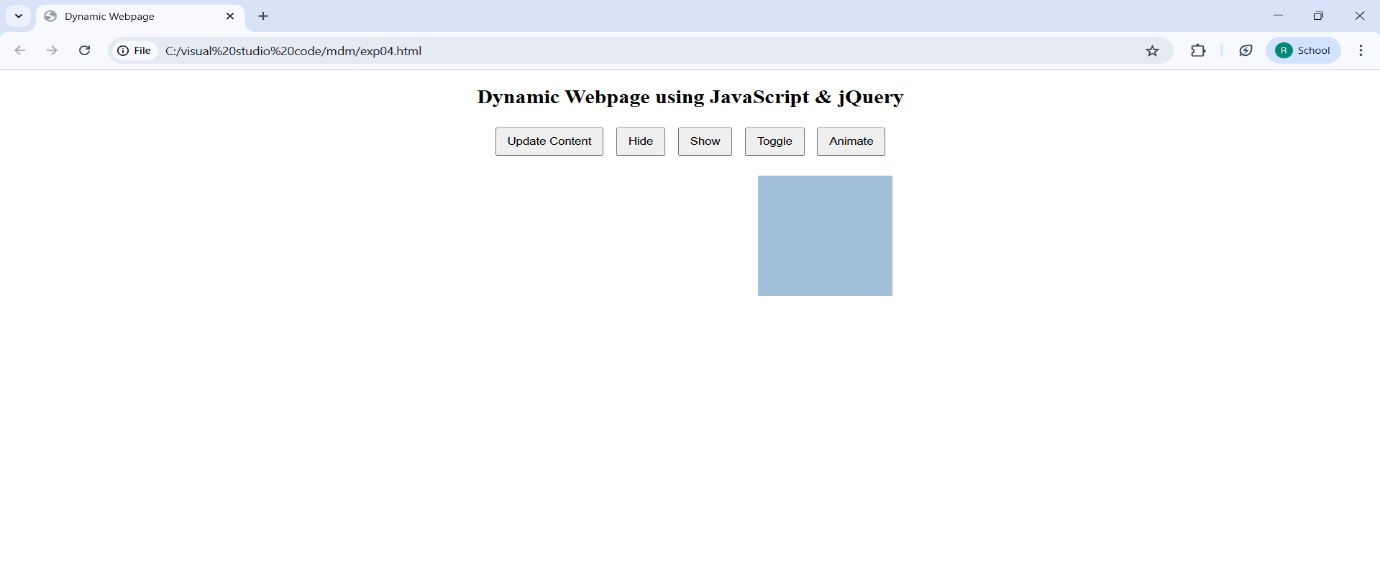 Dynamic Webpage
File C:/visual%20studio%20code/mdm/exp04.html R School
Dynamic Webpage using JavaScript & jQuery
Update Content Hide Show Toggle Animate